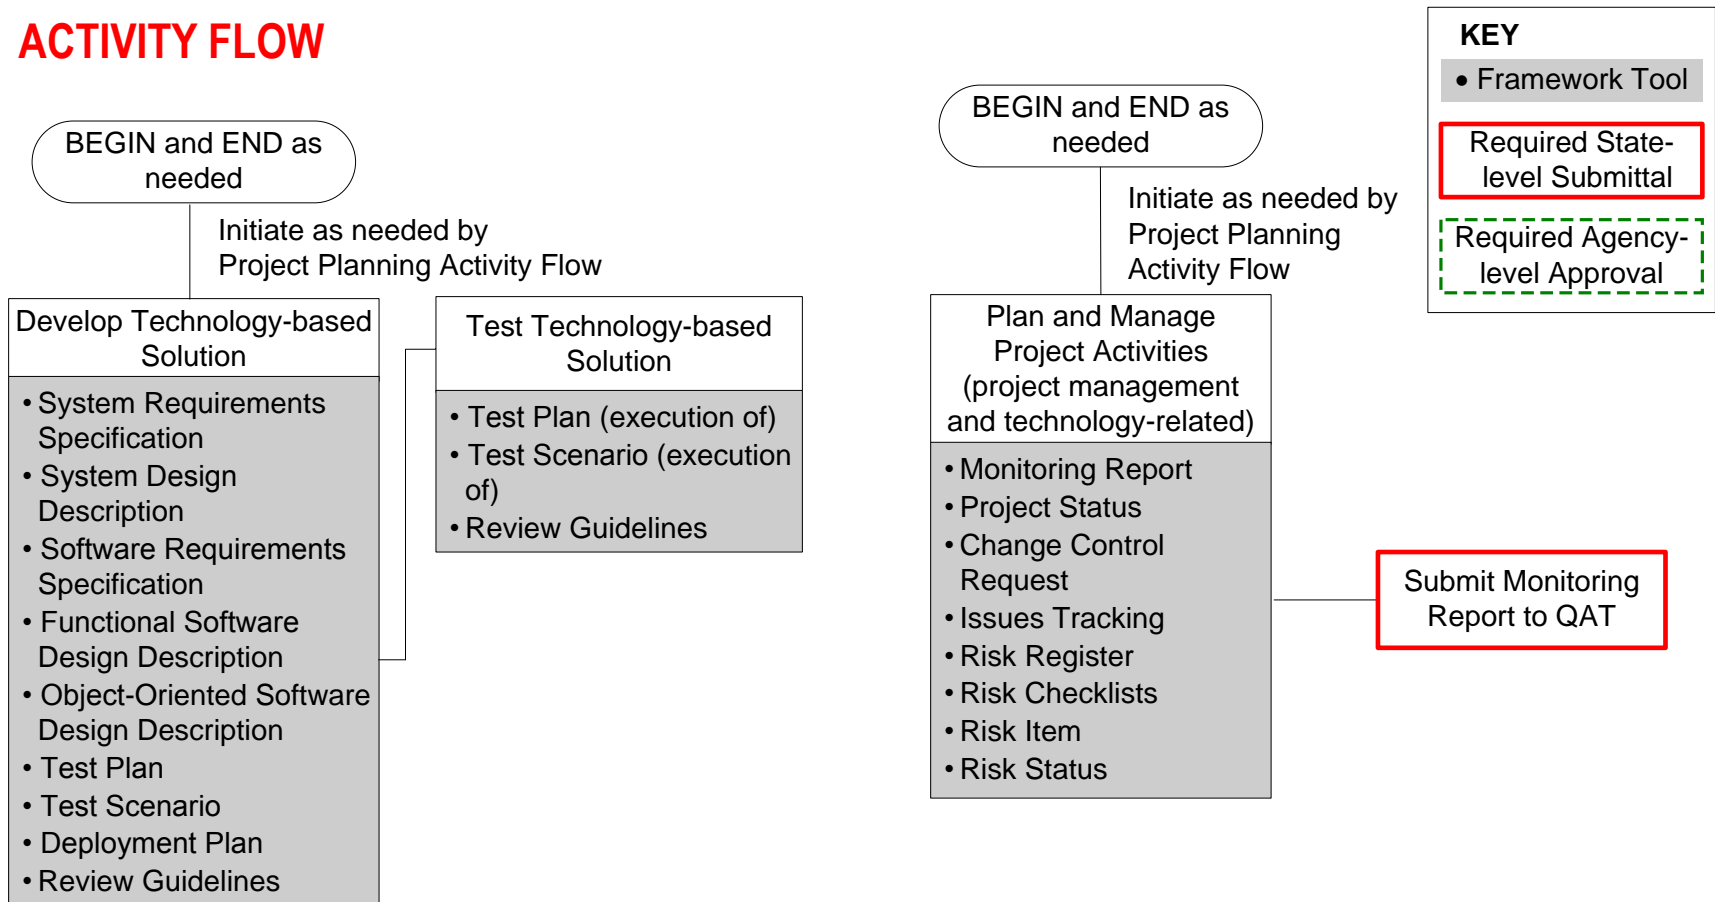 ACTIVITY FLOW
BEGIN and END as
needed
Initiate as needed by
Project Planning Activity Flow
Develop Technology-based
Solution
• System Requirements
Specification
• System Design
Description
• Software Requirements
Specification
• Functional Software
Design Description
• Object-Oriented Software
Design Description
• Test Plan
• Test Scenario
• Deployment Plan
• Review Guidelines
Test Technology-based
Solution
• Test Plan (execution of)
• Test Scenario (execution
of)
• Review Guidelines
BEGIN and END as
needed
Initiate as needed by
Project Planning
Activity Flow
Plan and Manage
Project Activities
(project management
and technology-related)
• Monitoring Report
• Project Status
• Change Control
Request
• Issues Tracking
• Risk Register
• Risk Checklists
• Risk Item
• Risk Status
Submit Monitoring
Report to QAT
KEY
• Framework Tool
Required State-
level Submittal
Required Agency-
level Approval